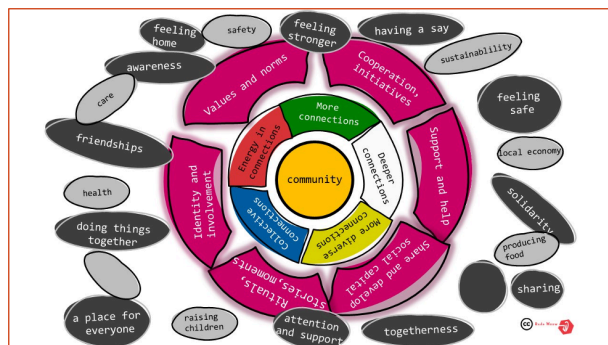 feeling
home
safety
feeling
stronger
having a say
sustainablility
awareness
Values and norms
Cooperation,
initiatives
care
More
connections
feeling
safe
friendships
Energy in
connections
Deeper
connections
Support and help
local economy
community
health
Identity and
involvement
solidarity
doing things
together
Collective
connections
More diverse
connections
Share and develop
social capital
producing
food
Rituals,
stories,moments
sharing
a place for
everyone
raising
children
attention
and support
togetherness
cc